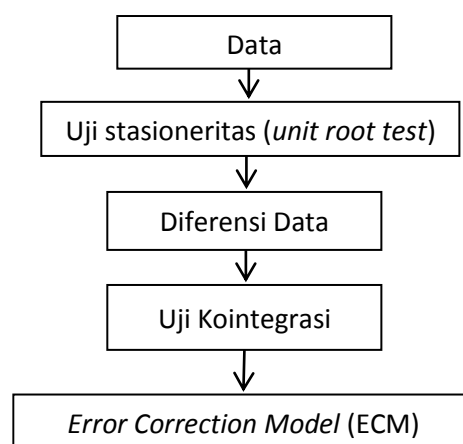 Data
Uji stasioneritas (unit root test)
Diferensi Data
Uji Kointegrasi
Error Correction Model (ECM)